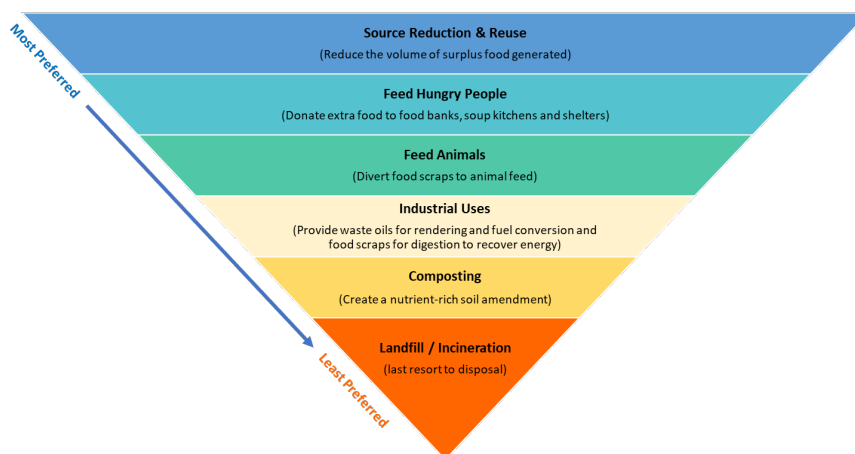 Most Preferred
Source Reduction & Reuse
(Reduce the volume of surplus food generated)
Feed Hungry People
(Donate extra food to food banks, soup kitchens and shelters)
Feed Animals
(Divert food scraps to animal feed)
Industrial Uses
(Provide waste oils for rendering and fuel conversion and
food scraps for digestion to recover energy)
Composting
(Create a nutrient-rich soil amendment)
Landfill / Incineration
(last resort to disposal)
Least Preferred